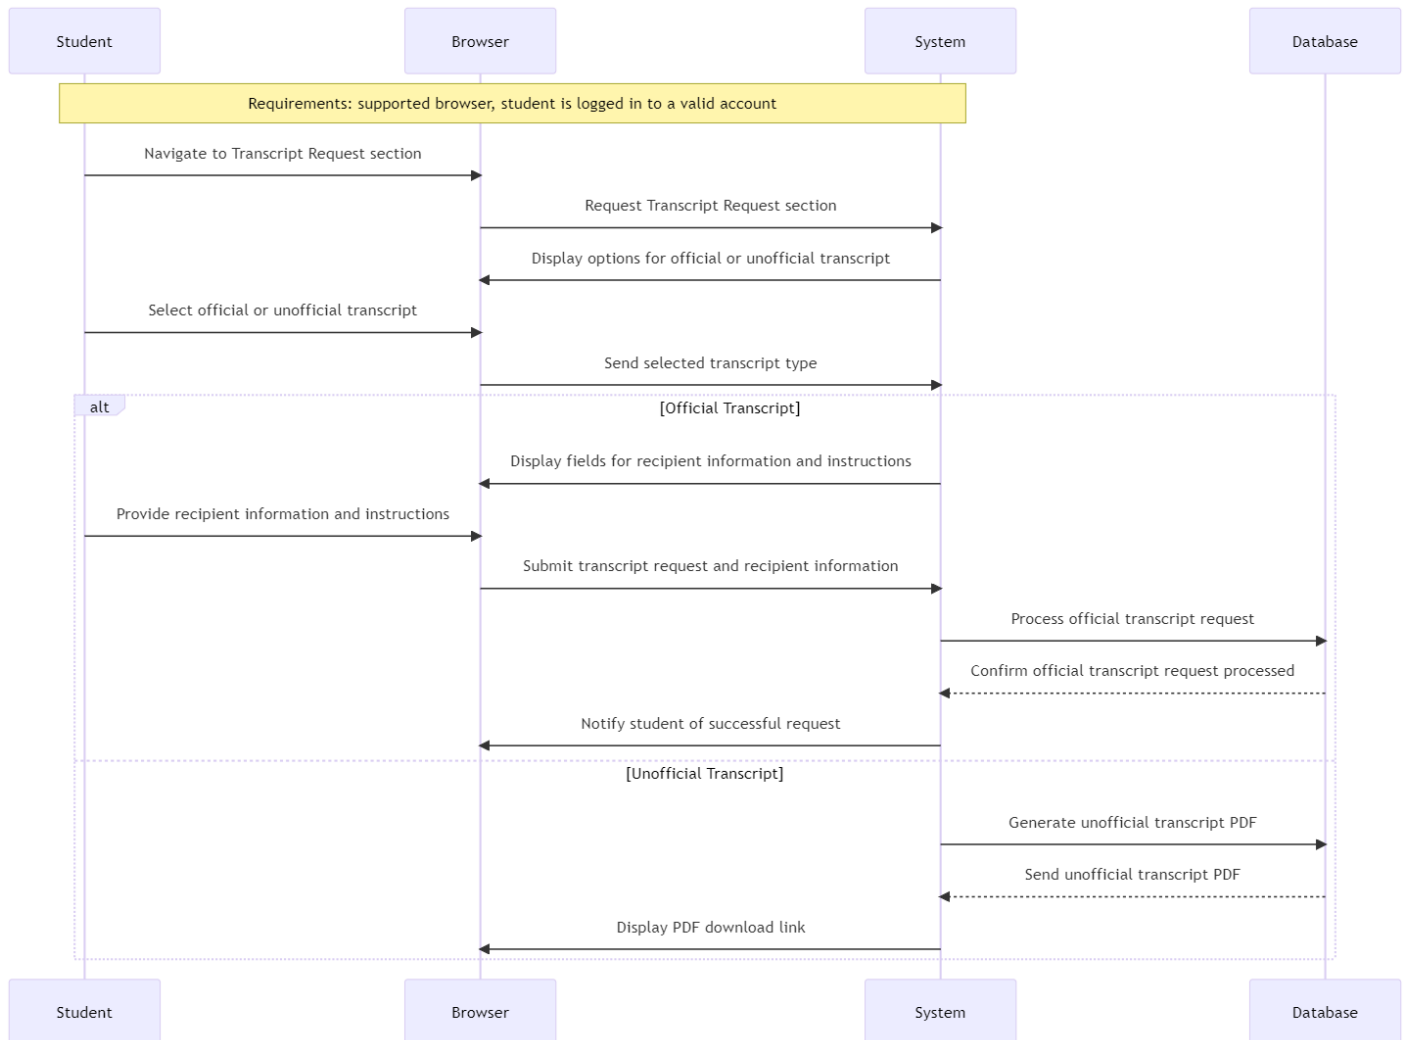 Student
Browser
System
Database
Requirements: supported browser, student is logged in to a valid account
Navigate to Transcript Request section
Request Transcript Request section
Display options for official or unofficial transcript
Select official or unofficial transcript
Send selected transcript type
alt
[Official Transcript]
Display fields for recipient information and instructions
Provide recipient information and instructions
Submit transcript request and recipient information
Process official transcript request
Confirm official transcript request processed
Notify student of successful request
[Unofficial Transcript]
Generate unofficial transcript PDF
Send unofficial transcript PDF
Display PDF download link
Student
Browser
System
Database